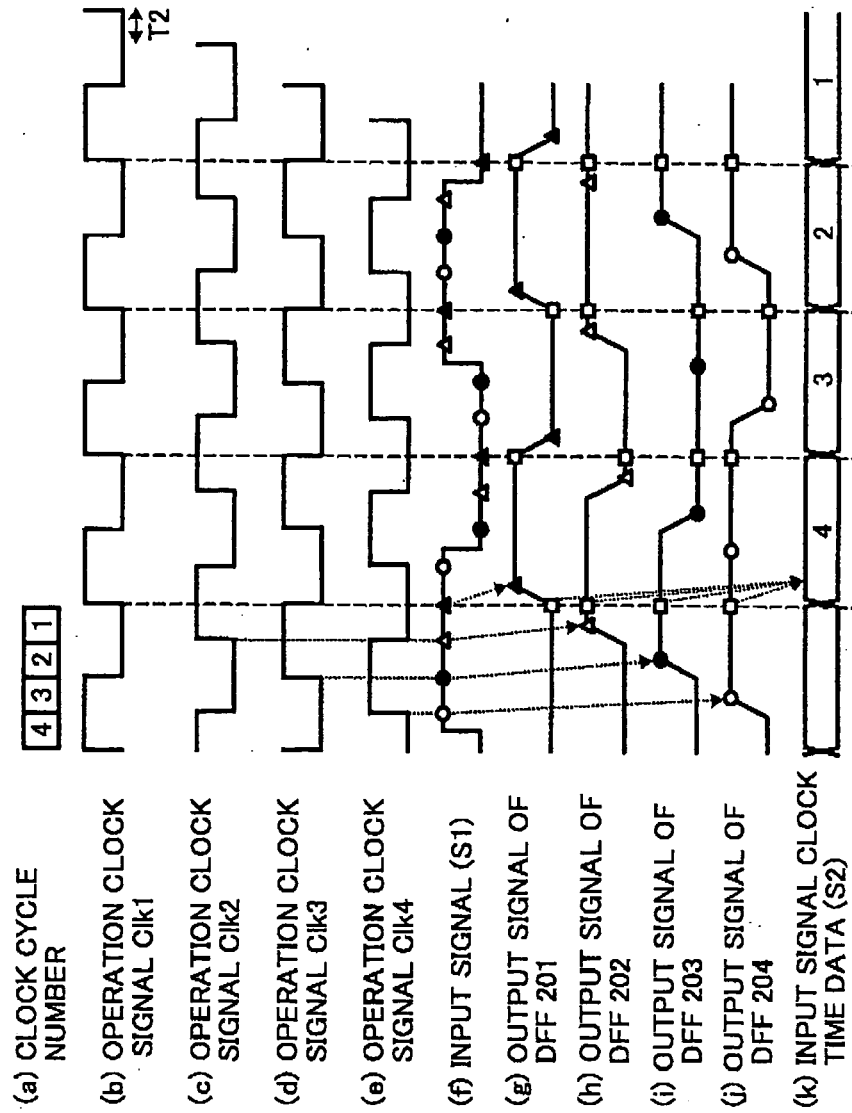 (a) CLOCK CYCLE
NUMBER
4 3 2 1
(b) OPERATION CLOCK
SIGNAL Clk1
T2
(c) OPERATION CLOCK
SIGNAL Clk2
(d) OPERATION CLOCK
SIGNAL Clk3
(e) OPERATION CLOCK
SIGNAL Clk4
(f) INPUT SIGNAL (S1)
(g) OUTPUT SIGNAL OF
DFF 201
(h) OUTPUT SIGNAL OF
DFF 202
(i) OUTPUT SIGNAL OF
DFF 203
(j) OUTPUT SIGNAL OF
DFF 204
(k) INPUT SIGNAL CLOCK
TIME DATA (S2)
4 3 2 1